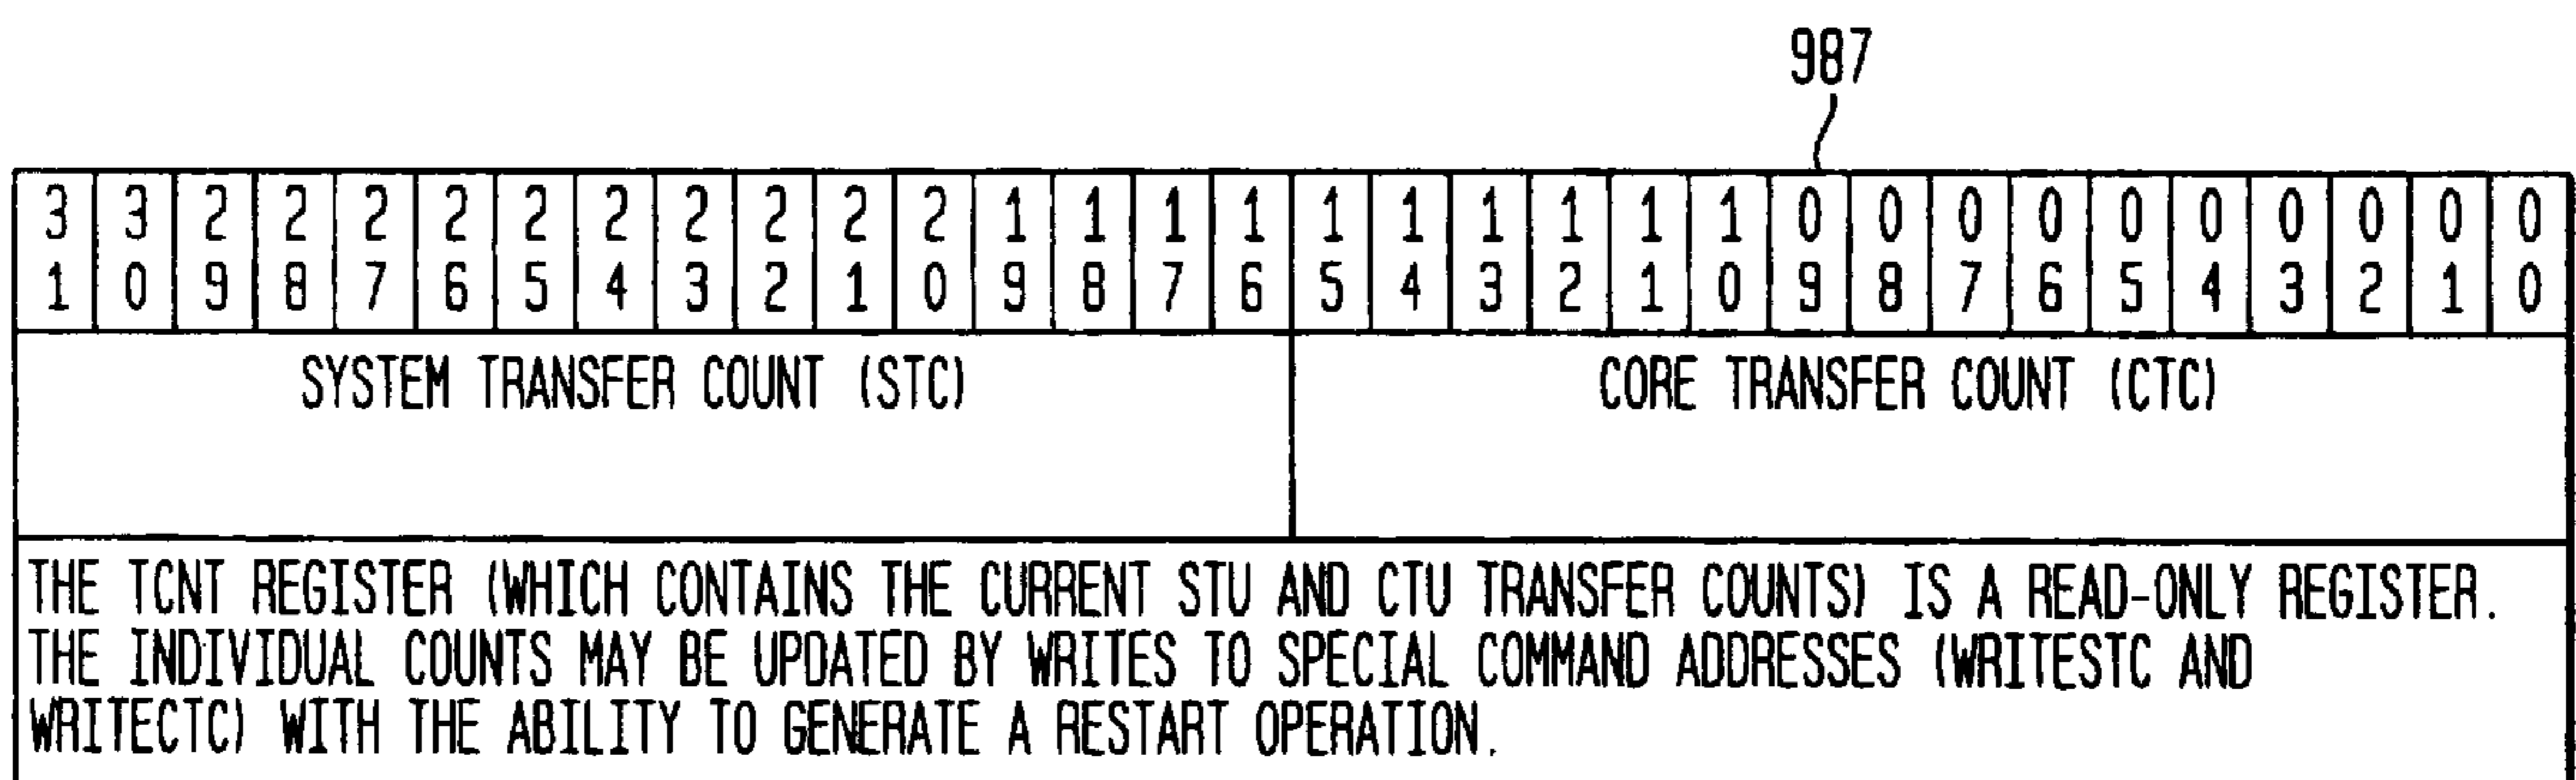 987
3 3 2 2 2 2 2 2 2 2 2 2 1 1 1 1 1 1 1 1 1 1 0 0 0 0 0 0 0 0 0 0
1 0 9 8 7 6 5 4 3 2 1 0 9 8 7 6 5 4 3 2 1 0 9 8 7 6 5 4 3 2 1 0
SYSTEM TRANSFER COUNT (STC) CORE TRANSFER COUNT (CTC)
THE TCNT REGISTER (WHICH CONTAINS THE CURRENT STU AND CTU TRANSFER COUNTS) IS A READ-ONLY REGISTER.
THE INDIVIDUAL COUNTS MAY BE UPDATED BY WRITES TO SPECIAL COMMAND ADDRESSES (WRITESTC AND
WRITECTC) WITH THE ABILITY TO GENERATE A RESTART OPERATION.